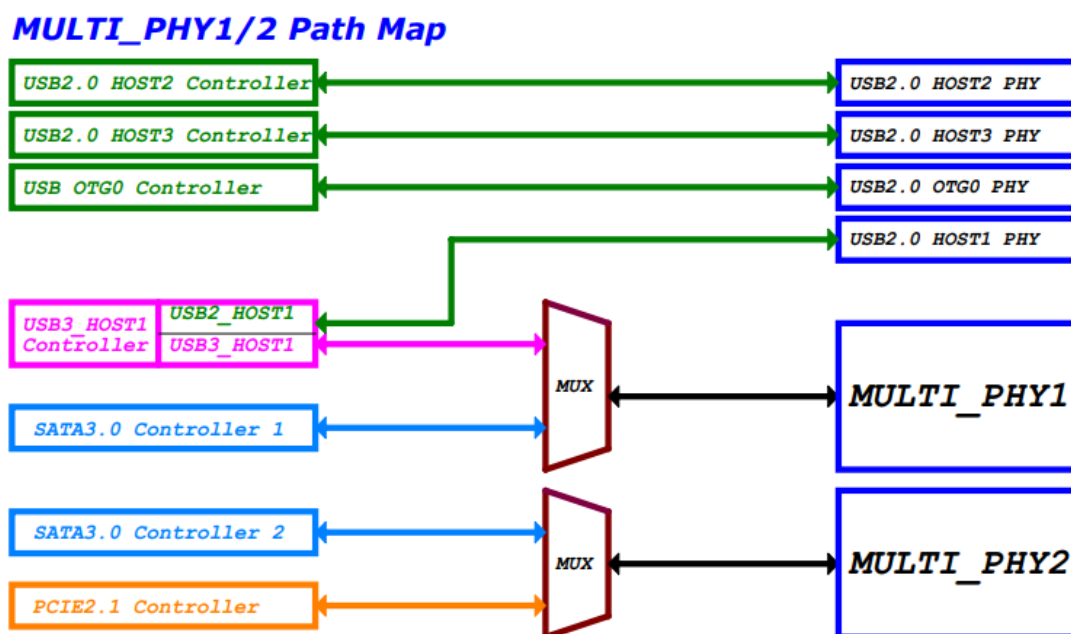 MULTI_PHY1/2 Path Map
USB2.0 HOST2 Controller
USB2.0 HOST2 PHY
USB2.0 HOST3 Controller
USB2.0 HOST3 PHY
USB OTG0 Controller
USB2.0 OTG0 PHY
USB2.0 HOST1 PHY
USB3_HOST1
Controller
USB2_HOST1
USB3_HOST1
MUX
MULTI_PHY1
SATA3.0 Controller 1
SATA3.0 Controller 2
MUX
MULTI_PHY2
PCIE2.1 Controller